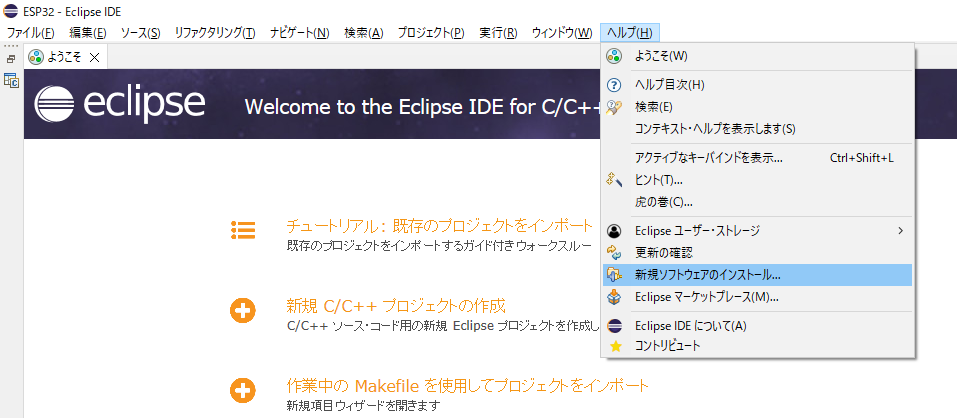 ESP32 - Eclipse IDE
ファイル(F) 編集(E) ソース(S) リファクタリング(T) ナビゲート(N) 検索(A) プロジェクト(P) 実行(R) ウィンドウ(W) ヘルプ(H)
ようこそ
eclipse
Welcome to the Eclipse IDE for C/C++
チュートリアル: 既存のプロジェクトをインポート
既存のプロジェクトをインポートするガイド付きウォークスルー
新規 C/C++ プロジェクトの作成
C/C++ ソース・コード用の新規 Eclipse プロジェクトを作成し
作業中の Makefile を使用してプロジェクトをインポート
新規項目ウィザードを開きます
ようこそ(W)
ヘルプ目次(H)
検索(E)
コンテキスト・ヘルプを表示します(S)
アクティブなキーバインドを表示... Ctrl+Shift+L
ヒント(T)...
虎の巻(C)...
Eclipse ユーザー・ストレージ
更新の確認
新規ソフトウェアのインストール...
Eclipse マーケットプレース(M)...
Eclipse IDE について(A)
コントリビュート